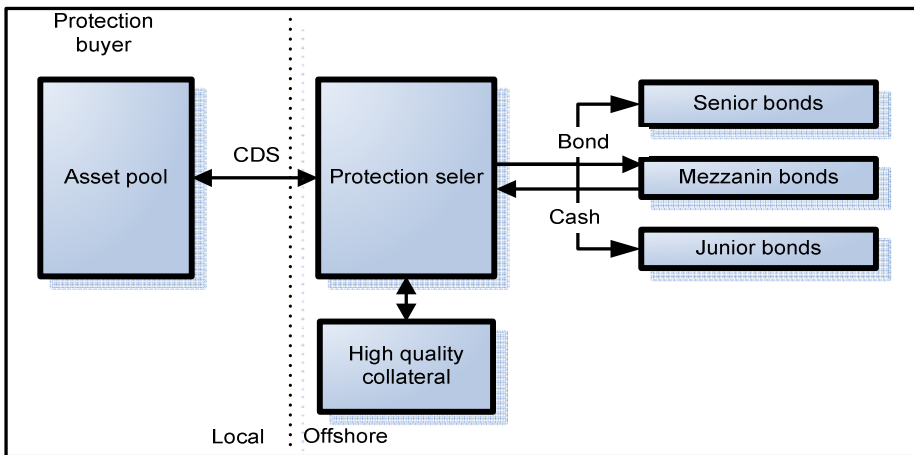 Protection
buyer
Asset pool
CDS
Protection seler
Bond
Cash
Senior bonds
Mezzanin bonds
Junior bonds
High quality
collateral
Local
Offshore